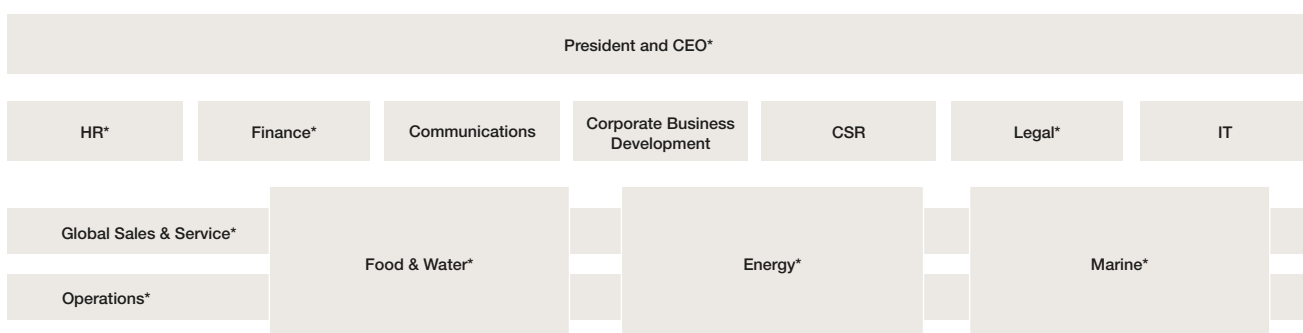 President and CEO*
HR*
Finance*
Communications
Corporate Business
Development
CSR
Legal*
IT
Global Sales & Service*
Food & Water*
Energy*
Marine*
Operations*